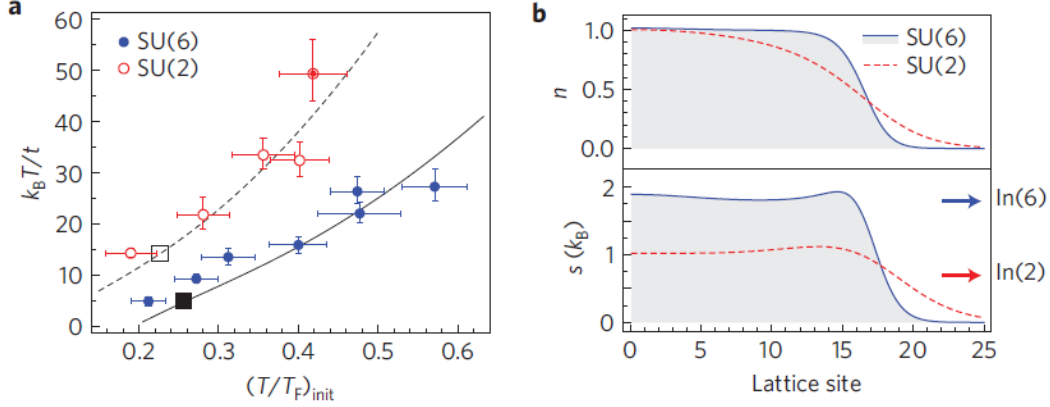 a
60
50
40
30
20
10
0
k_BT/t
SU(6)
SU(2)
0.2 0.3 0.4 0.5 0.6
(T/T_F)_init
b
1.0
0.5
0.0
n
SU(6)
SU(2)
2
1
0
s (k_B)
ln(6)
ln(2)
0 5 10 15 20 25
Lattice site